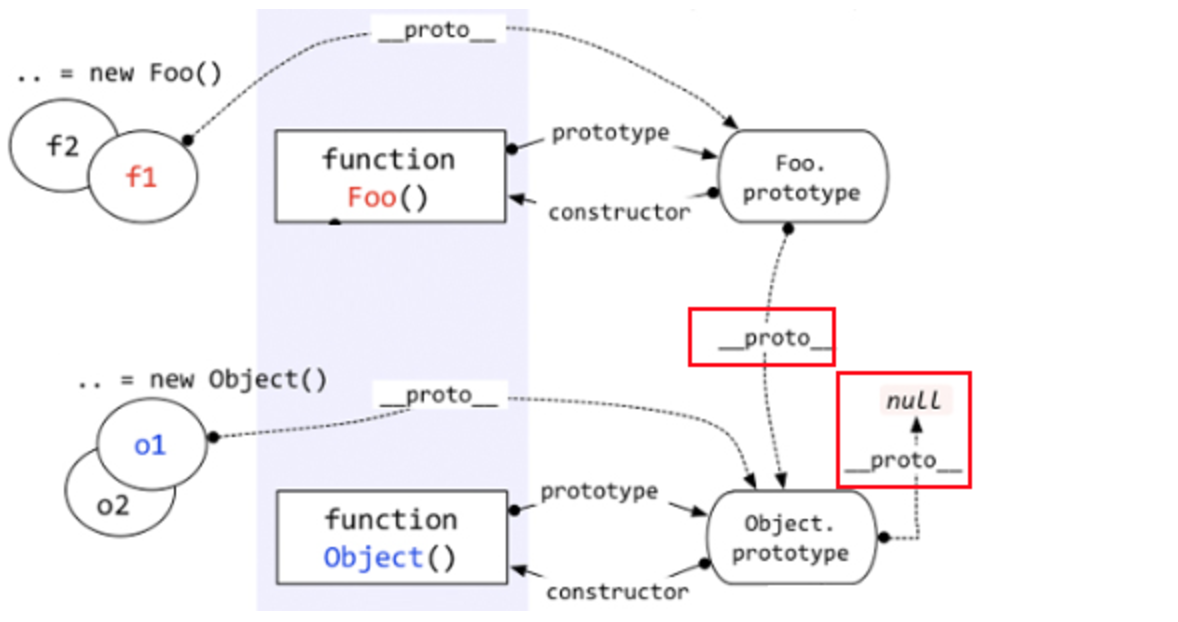 __proto__
.. = new Foo()
f2
f1
function
Foo()
prototype
constructor
Foo.
prototype
__proto__
.. = new Object()
__proto__
null
__proto__
o1
o2
function
Object()
prototype
constructor
Object.
prototype